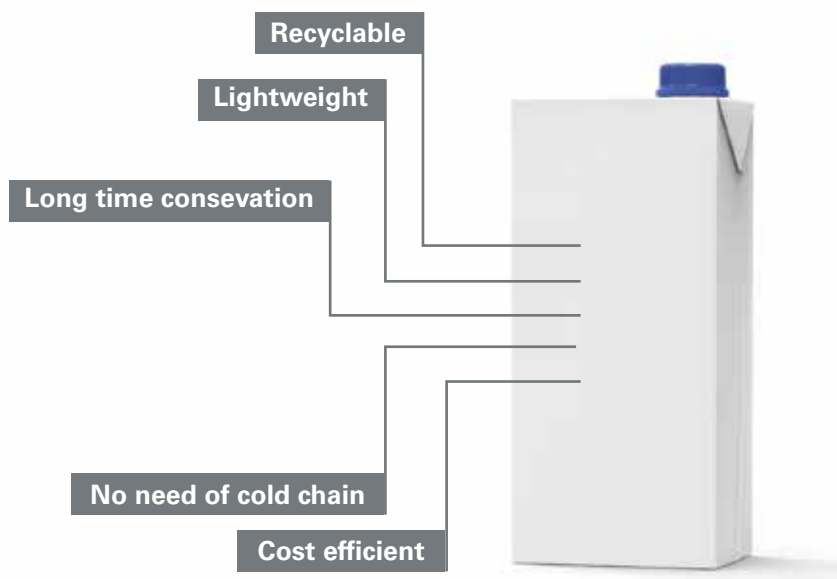 Recyclable
Lightweight
Long time consevation
No need of cold chain
Cost efficient